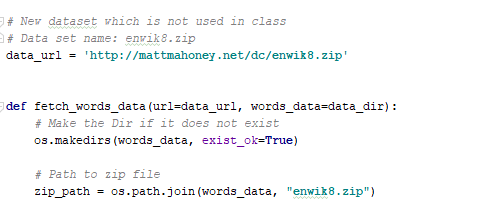 # New dataset which is not used in class
# Data set name: enwik8.zip
data_url = 'http://mattmahoney.net/dc/enwik8.zip'
def fetch_words_data(url=data_url, words_data=data_dir):
# Make the Dir if it does not exist
os.makedirs(words_data, exist_ok=True)
# Path to zip file
zip_path = os.path.join(words_data, "enwik8.zip")